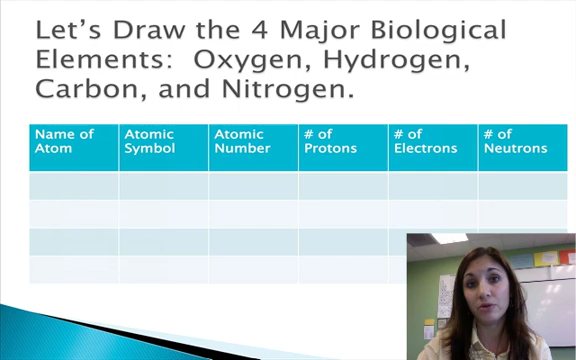 Let's Draw the 4 Major Biological
Elements: Oxygen, Hydrogen,
Carbon, and Nitrogen.
Name of Atom
Atomic Symbol
Atomic Number
# of Protons
# of Electrons
# of Neutrons